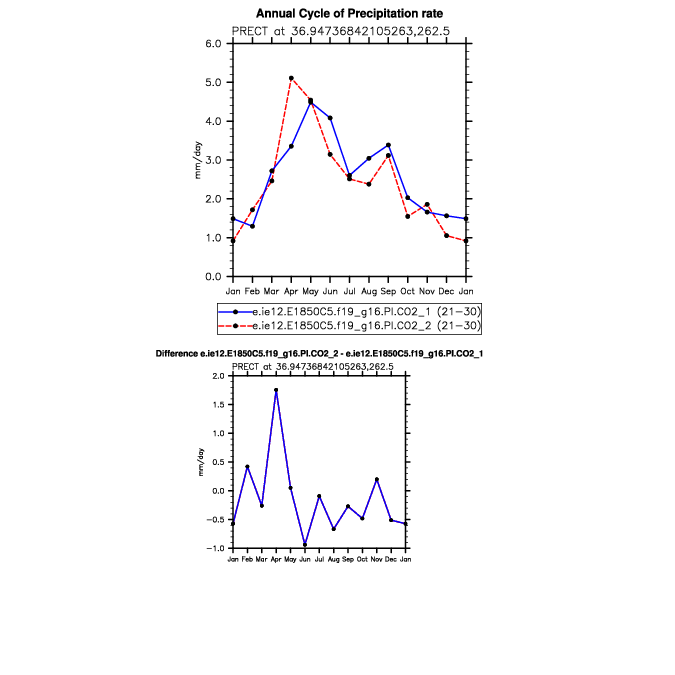 Annual Cycle of Precipitation rate
PRECT at 36.94736842105263,262.5
6.0
5.0
4.0
3.0
2.0
1.0
0.0
mm/day
Jan Feb Mar Apr May Jun Jul Aug Sep Oct Nov Dec Jan
e.ie12.E1850C5.f19_g16.PI.CO2_1 (21-30)
e.ie12.E1850C5.f19_g16.PI.CO2_2 (21-30)
Difference e.ie12.E1850C5.f19_g16.PI.CO2_2 - e.ie12.E1850C5.f19_g16.PI.CO2_1
PRECT at 36.94736842105263,262.5
2.0
1.5
1.0
0.5
0.0
-0.5
-1.0
mm/day
Jan Feb Mar Apr May Jun Jul Aug Sep Oct Nov Dec Jan